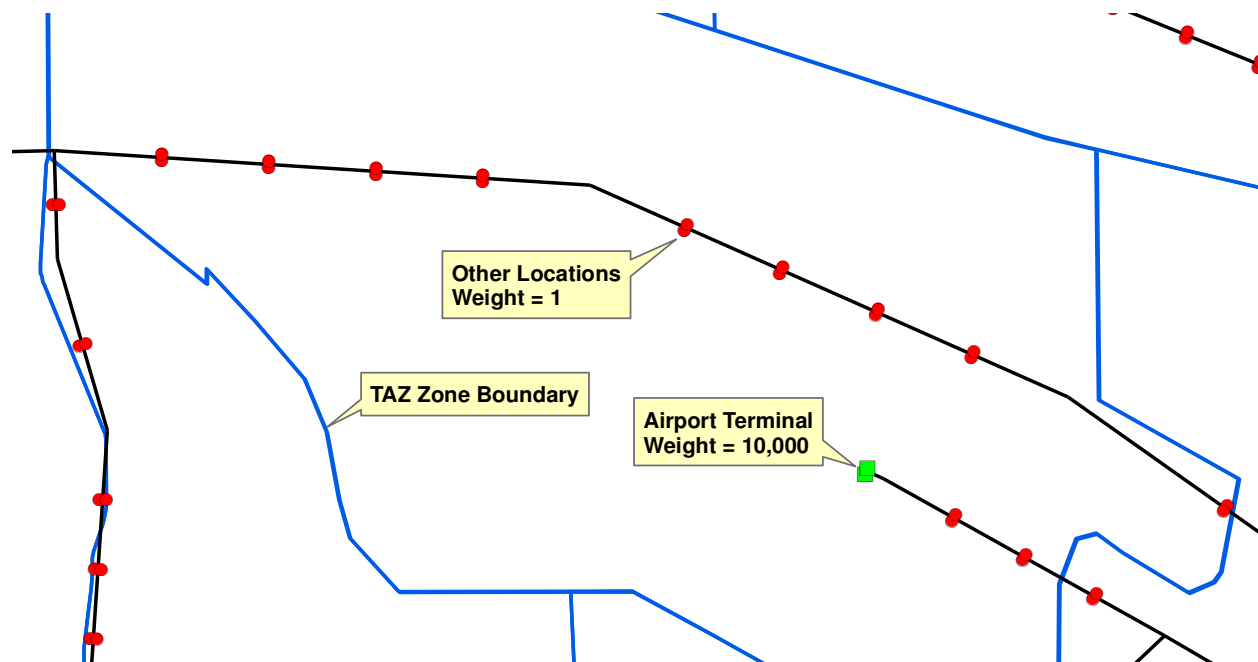 Other Locations
Weight = 1
TAZ Zone Boundary
Airport Terminal
Weight = 10,000